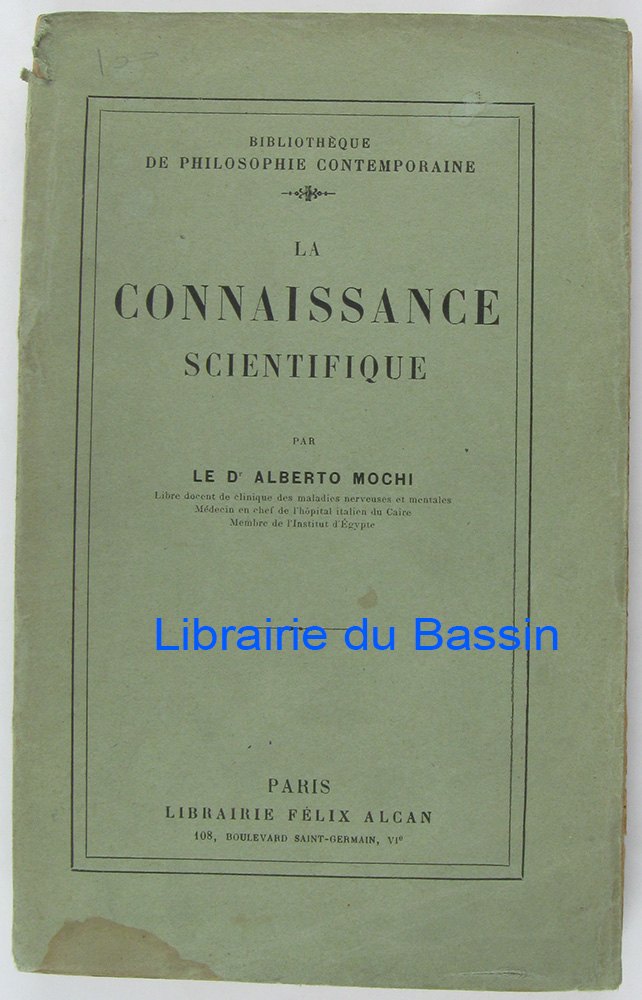 BIBLIOTHÈQUE
DE PHILOSOPHIE CONTEMPORAINE
LA
CONNAISSANCE
SCIENTIFIQUE
PAR
LE Dr ALBERTO MOCHI
Libre docent de clinique des maladies nerveuses et mentales
Médecin en chef de l'hôpital italien du Caire
Membre de l'Institut d'Égypte
Librairie du Bassin
PARIS
LIBRAIRIE FÉLIX ALCAN
108, BOULEVARD SAINT-GERMAIN, VIe